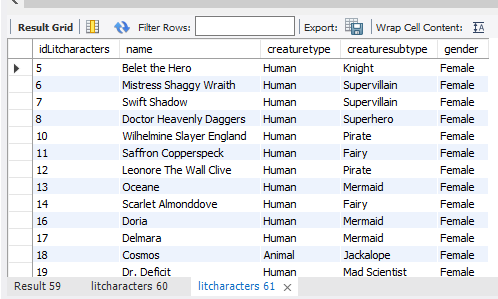 Result Grid Filter Rows: Export: Wrap Cell Content:
idLitcharacters name creaturetype creaturesubtype gender
5 Belet the Hero Human Knight Female
6 Mistress Shaggy Wraith Human Supervillain Female
7 Swift Shadow Human Supervillain Female
8 Doctor Heavenly Daggers Human Superhero Female
10 Wilhelmine Slayer England Human Pirate Female
11 Saffron Copperspeck Human Fairy Female
12 Leonore The Wall Clive Human Pirate Female
13 Oceane Human Mermaid Female
14 Scarlet Almonddove Human Fairy Female
16 Doria Human Mermaid Female
17 Delmara Human Mermaid Female
18 Cosmos Animal Jackalope Female
19 Dr. Deficit Human Mad Scientist Female
Result 59 litcharacters 60 litcharacters 61